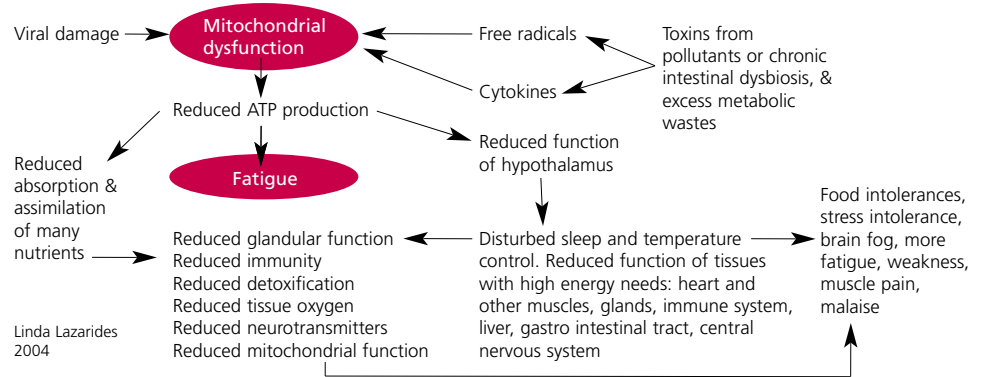 Viral damage
Mitochondrial
dysfunction
Free radicals
Cytokines
Toxins from
pollutants or chronic
intestinal dysbiosis, &
excess metabolic
wastes
Reduced ATP production
Reduced function
of hypothalamus
Fatigue
Reduced
absorption &
assimilation
of many
nutrients
Reduced glandular function
Reduced immunity
Reduced detoxification
Reduced tissue oxygen
Reduced neurotransmitters
Reduced mitochondrial function
Disturbed sleep and temperature
control. Reduced function of tissues
with high energy needs: heart and
other muscles, glands, immune system,
liver, gastro intestinal tract, central
nervous system
Food intolerances,
stress intolerance,
brain fog, more
fatigue, weakness,
muscle pain,
malaise
Linda Lazarides
2004